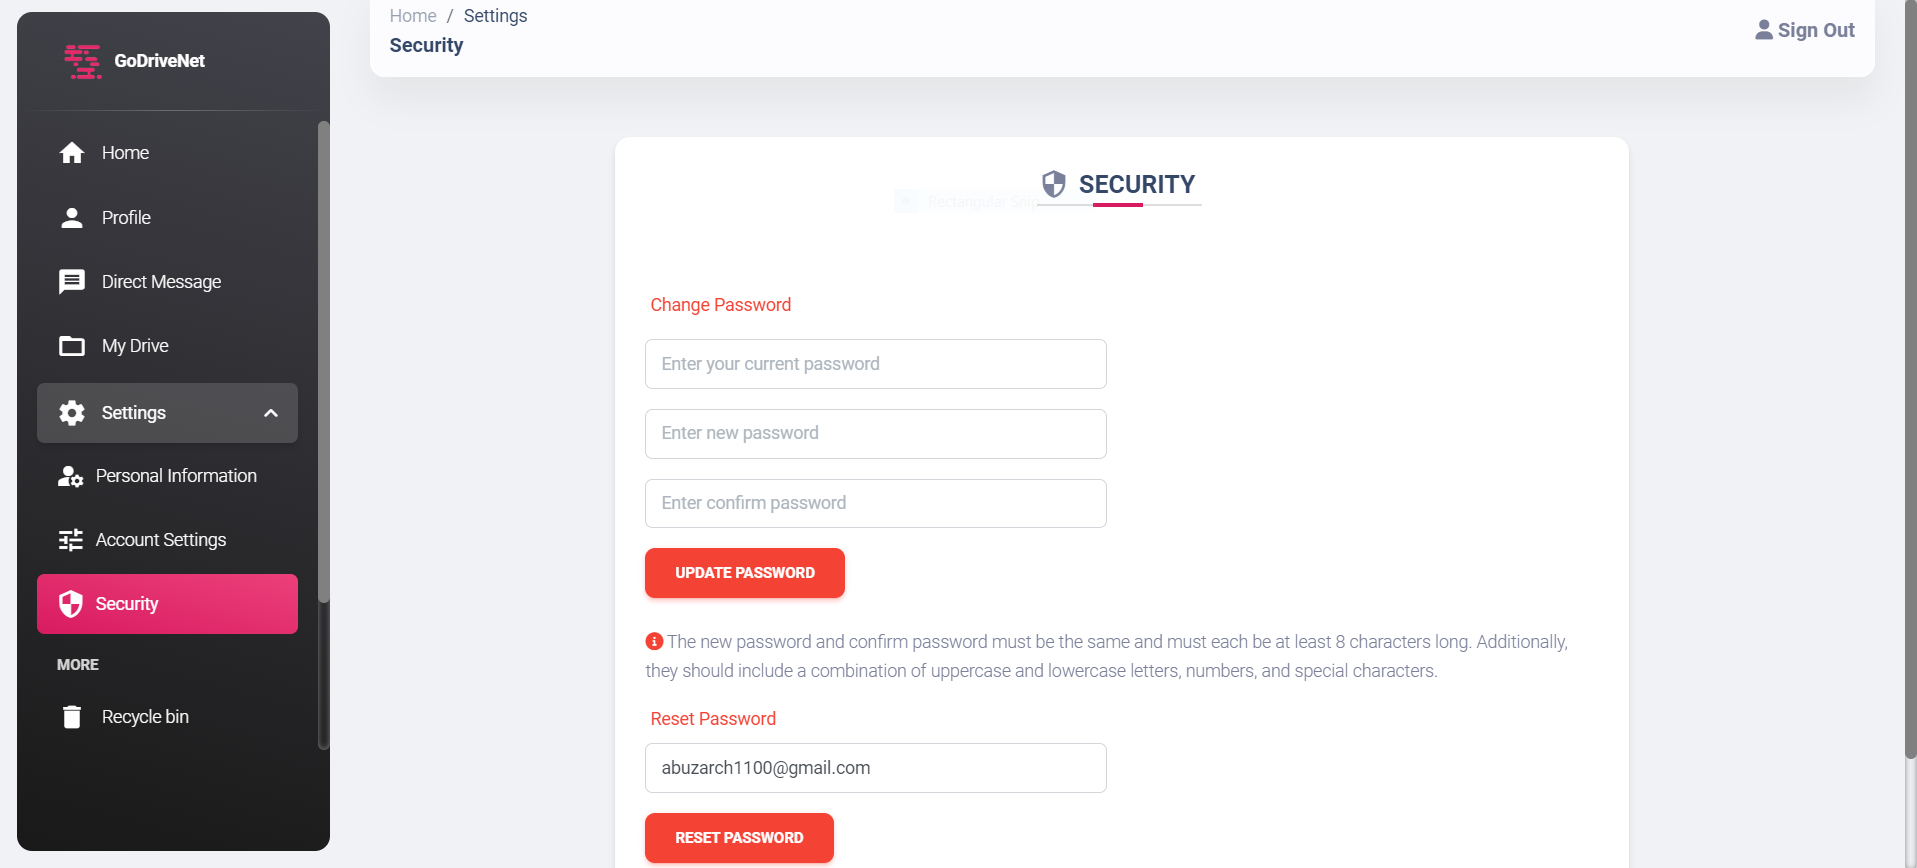 GoDriveNet
Home
Profile
Direct Message
My Drive
Settings
Personal Information
Account Settings
Security
MORE
Recycle bin
Home / Settings
Security
Sign Out
SECURITY
Rectangular Snip
Change Password
Enter your current password
Enter new password
Enter confirm password
UPDATE PASSWORD
The new password and confirm password must be the same and must each be at least 8 characters long. Additionally,
they should include a combination of uppercase and lowercase letters, numbers, and special characters.
Reset Password
abuzarch1100@gmail.com
RESET PASSWORD